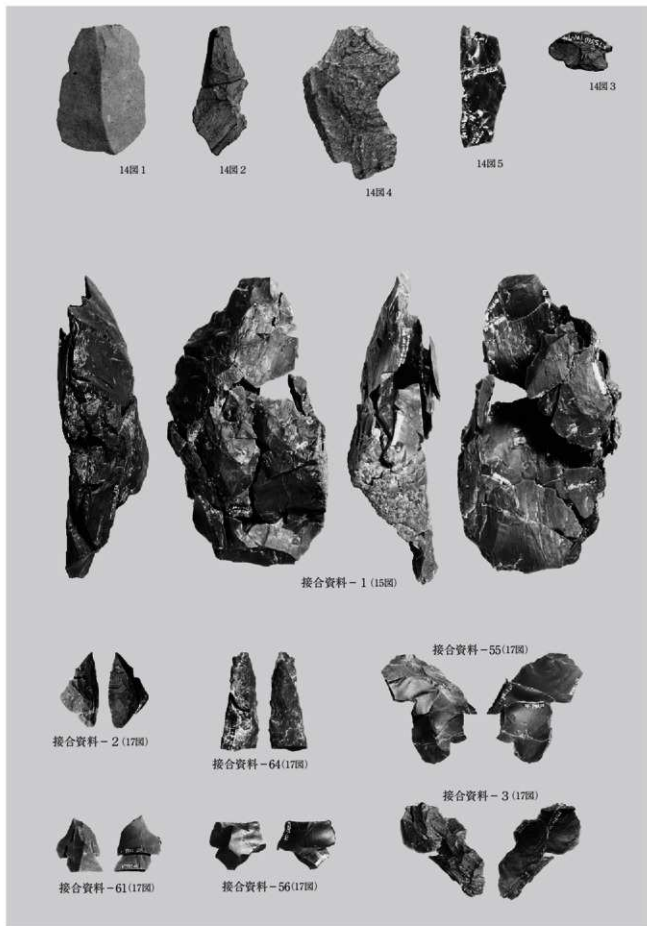 14図 1
14図 2
14図 4
14図 5
14図 3
接合資料－1 (15図)
接合資料－2 (17図)
接合資料－64(17図)
接合資料－55(17図)
接合資料－3 (17図)
接合資料－61(17図)
接合資料－56(17図)